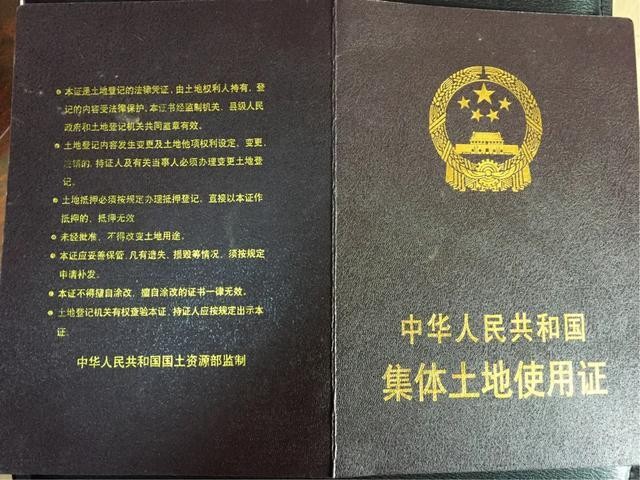 ● 本证是土地登记的法律凭证，由土地权利人持有，登
记的内容受法律保护。本证书经监制机关、县级人民
政府和土地登记机关共同盖章有效。
● 土地登记内容发生变更及土地他项权利设定、变更、
注销的，持证人及有关当事人必须办理变更土地登
记。
● 土地抵押必须按规定办理抵押登记，直接以本证作
抵押的、抵押无效
● 未经批准、不得改变土地用途。
● 本证应妥善保管，凡有遗失、损毁等情况，须按规定
申请补发。
● 本证不得擅自涂改，擅自涂改的证书一律无效。
● 土地登记机关有权查验本证，持证人应按规定出示本
证。
中华人民共和国国土资源部监制
中华人民共和国
集体土地使用证